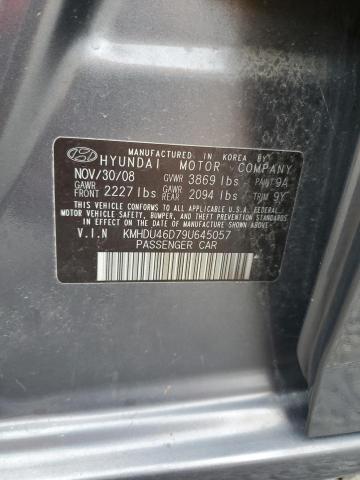 MANUFACTURED IN KOREA BY
HYUNDAI MOTOR COMPANY
NOV/30/08 GVWR 3869 lbs PAINT 9A
GAWR FRONT 2227 lbs GAWR REAR 2094 lbs TRIM 9Y
THIS VEHICLE CONFORMS TO ALL APPLICABLE U.S.A. FEDERAL
MOTOR VEHICLE SAFETY, BUMPER, AND THEFT PREVENTION STANDARDS
IN EFFECT ON THE DATE OF MANUFACTURE SHOWN ABOVE.
V.I.N KMHDU46D79U645057
PASSENGER CAR